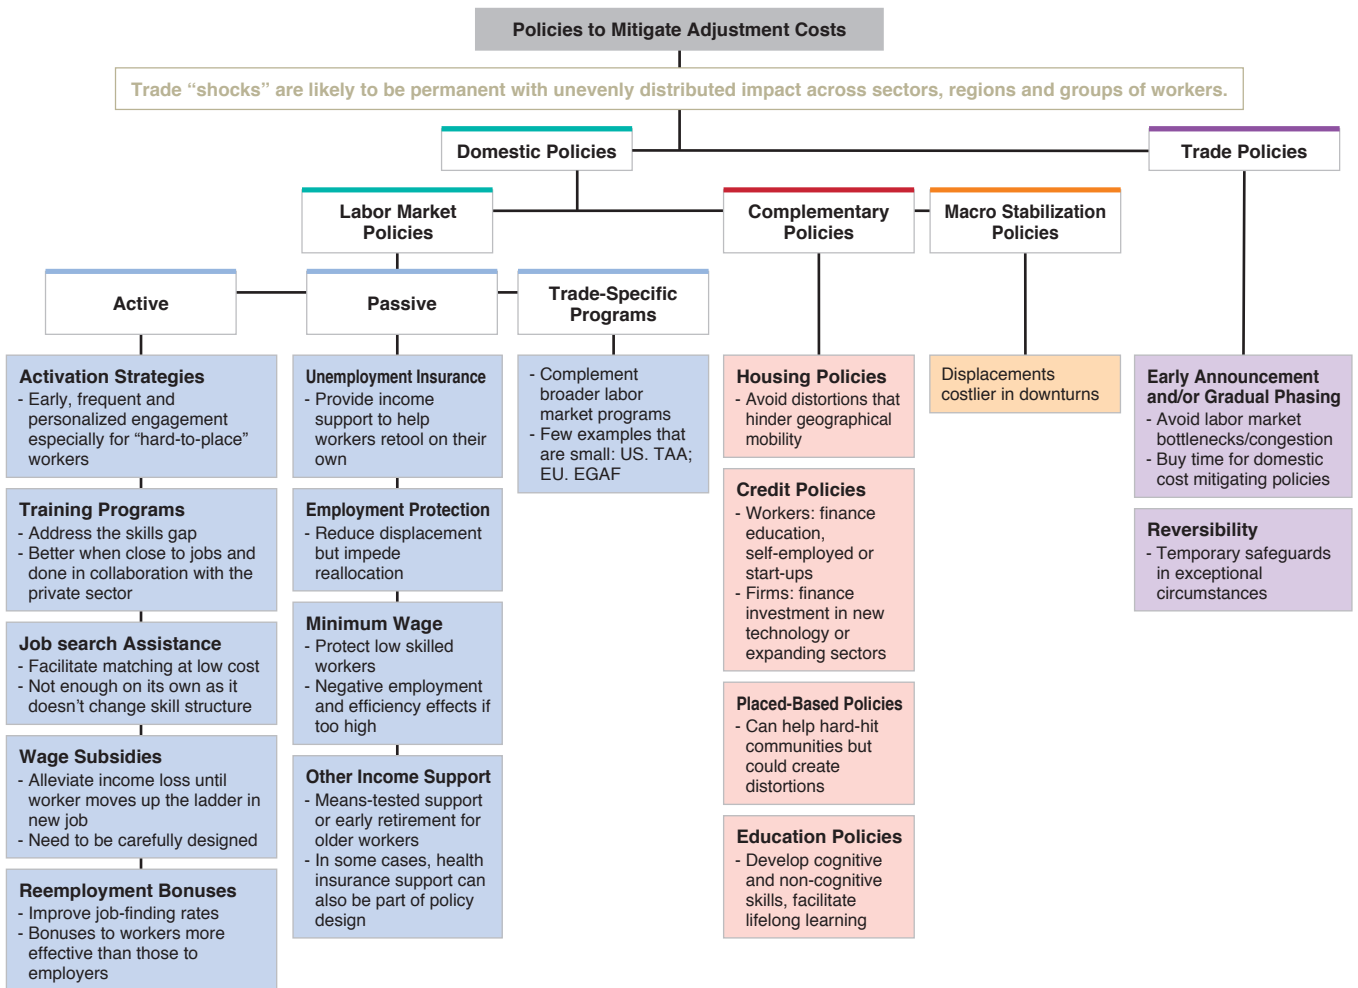 Policies to Mitigate Adjustment Costs
Trade “shocks” are likely to be permanent with unevenly distributed impact across sectors, regions and groups of workers.
Domestic Policies
Trade Policies
Labor Market
Policies
Complementary
Policies
Macro Stabilization
Policies
Active
Passive
Trade-Specific
Programs
Activation Strategies
- Early, frequent and
personalized engagement
especially for “hard-to-place”
workers
Training Programs
- Address the skills gap
- Better when close to jobs and
done in collaboration with the
private sector
Job search Assistance
- Facilitate matching at low cost
- Not enough on its own as it
doesn’t change skill structure
Wage Subsidies
- Alleviate income loss until
worker moves up the ladder in
new job
- Need to be carefully designed
Reemployment Bonuses
- Improve job-finding rates
- Bonuses to workers more
effective than those to
employers
Unemployment Insurance
- Provide income
support to help
workers retool on their
own
Employment Protection
- Reduce displacement
but impede
reallocation
Minimum Wage
- Protect low skilled
workers
- Negative employment
and efficiency effects if
too high
Other Income Support
- Means-tested support
or early retirement for
older workers
- In some cases, health
insurance support can
also be part of policy
design
- Complement
broader labor
market programs
- Few examples that
are small: US. TAA;
EU. EGAF
Housing Policies
- Avoid distortions that
hinder geographical
mobility
Credit Policies
- Workers: finance
education,
self-employed or
start-ups
- Firms: finance
investment in new
technology or
expanding sectors
Placed-Based Policies
- Can help hard-hit
communities but
could create
distortions
Education Policies
- Develop cognitive
and non-cognitive
skills, facilitate
lifelong learning
Displacements
costlier in downturns
Early Announcement
and/or Gradual Phasing
- Avoid labor market
bottlenecks/congestion
- Buy time for domestic
cost mitigating policies
Reversibility
- Temporary safeguards
in exceptional
circumstances